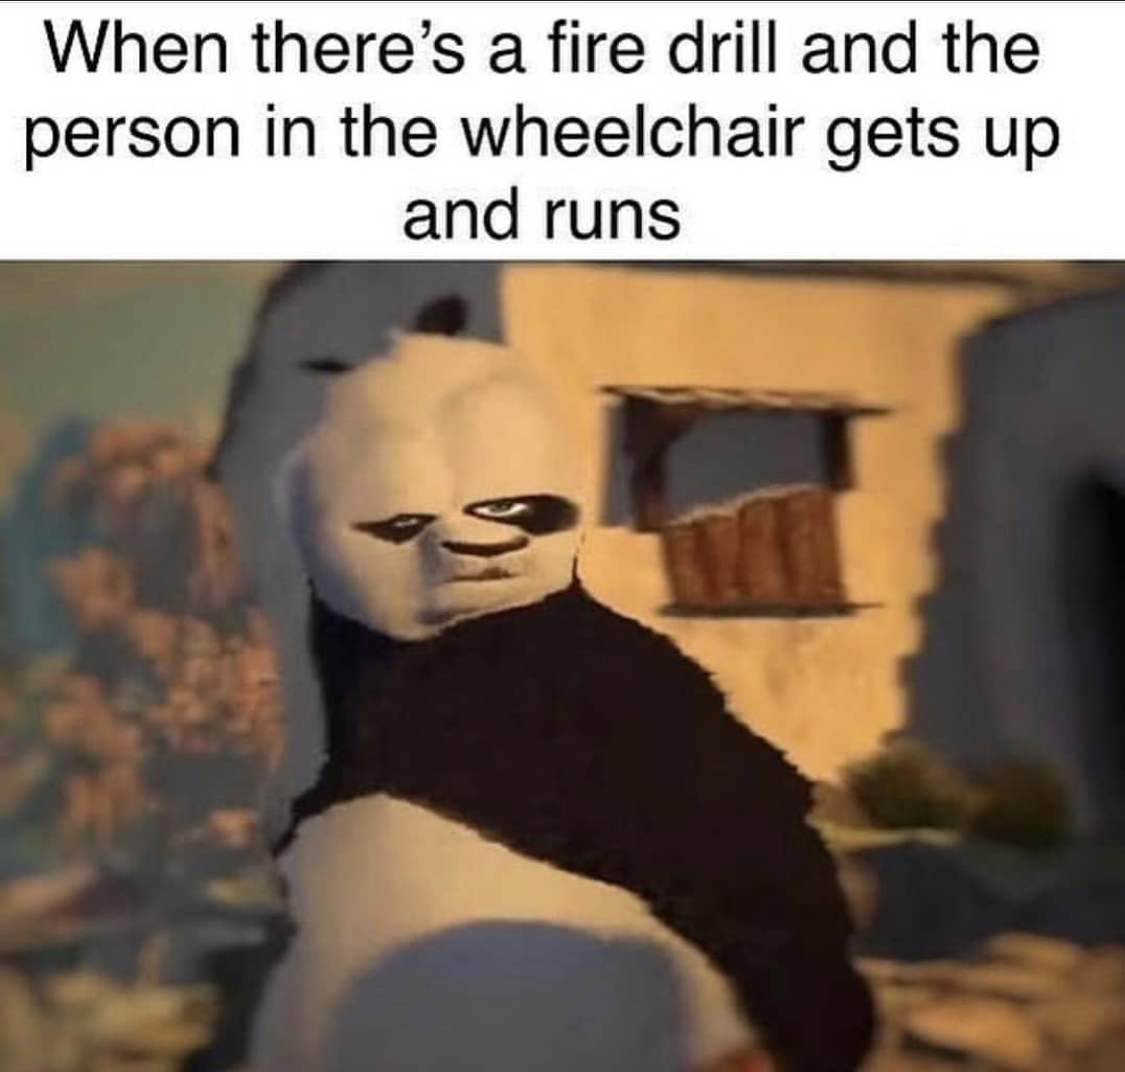 When there’s a fire drill and the
person in the wheelchair gets up
and runs